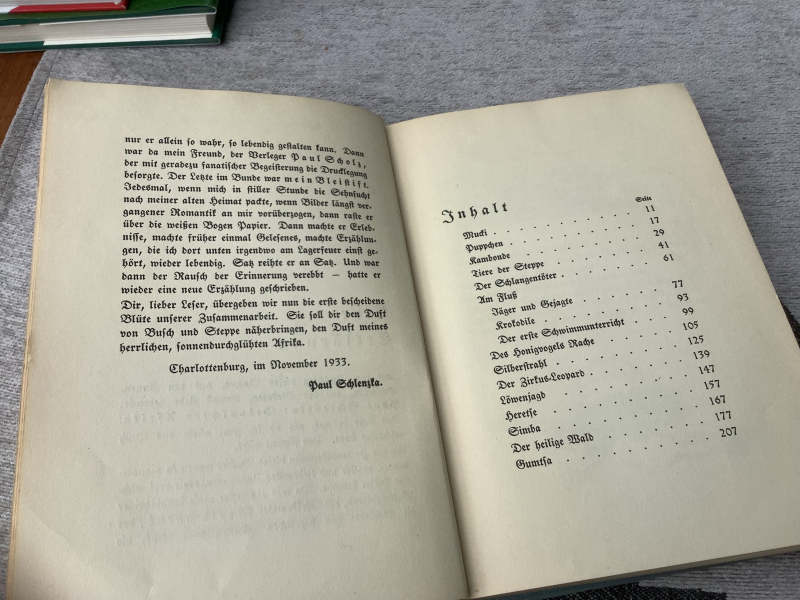 nur er allein so wahr, so lebendig gestalten kann. Dann
war da mein Freund, der Verleger Paul Scholz,
der mit geradezu fanatischer Begeisterung die Drucklegung
besorgte. Der Letzte im Bunde war mein Bleistift.
Jedesmal, wenn mich in stiller Stunde die Sehnsucht
nach meiner alten Heimat packte, wenn Bilder längst ver-
gangener Romantik an mir vorüberzogen, dann raste er
über die weißen Bogen Papier. Dann machte er Erleb-
nisse, machte früher einmal Gelesenes, machte Erzählun-
gen, die ich dort unten irgendwo am Lagerfeuer einst ge-
hört, wieder lebendig. Satz reihte er an Satz. Und war
dann der Rausch der Erinnerung verebbt — hatte er
wieder eine neue Erzählung geschrieben.
Dir, lieber Leser, übergeben wir nun die erste bescheidene
Blüte unserer Zusammenarbeit. Sie soll dir den Duft
von Busch und Steppe näherbringen, den Duft meines
herrlichen, sonnendurchglühten Afrika.
Charlottenburg, im November 1933.
Paul Schlenzka.
Inhalt
Seite
Mucki . . . . . . . . . . 11
Puppchen . . . . . . . . . 17
Kambonde . . . . . . . . . 29
Tiere der Steppe . . . . . . . 41
Der Schlangentöter . . . . . . . 61
Am Fluß
Jäger und Gejagte . . . . . . . 77
Krokodile . . . . . . . . . 93
Der erste Schwimmunterricht . . . . 99
Des Honigvogels Rache . . . . . . 105
Silberstrahl . . . . . . . . . 125
Der Zirkus-Leopard . . . . . . . 139
Löwenjagd . . . . . . . . . 147
Heretse . . . . . . . . . . 157
Simba . . . . . . . . . . 167
Der heilige Wald . . . . . . . 177
Gumtsa . . . . . . . . . . 207